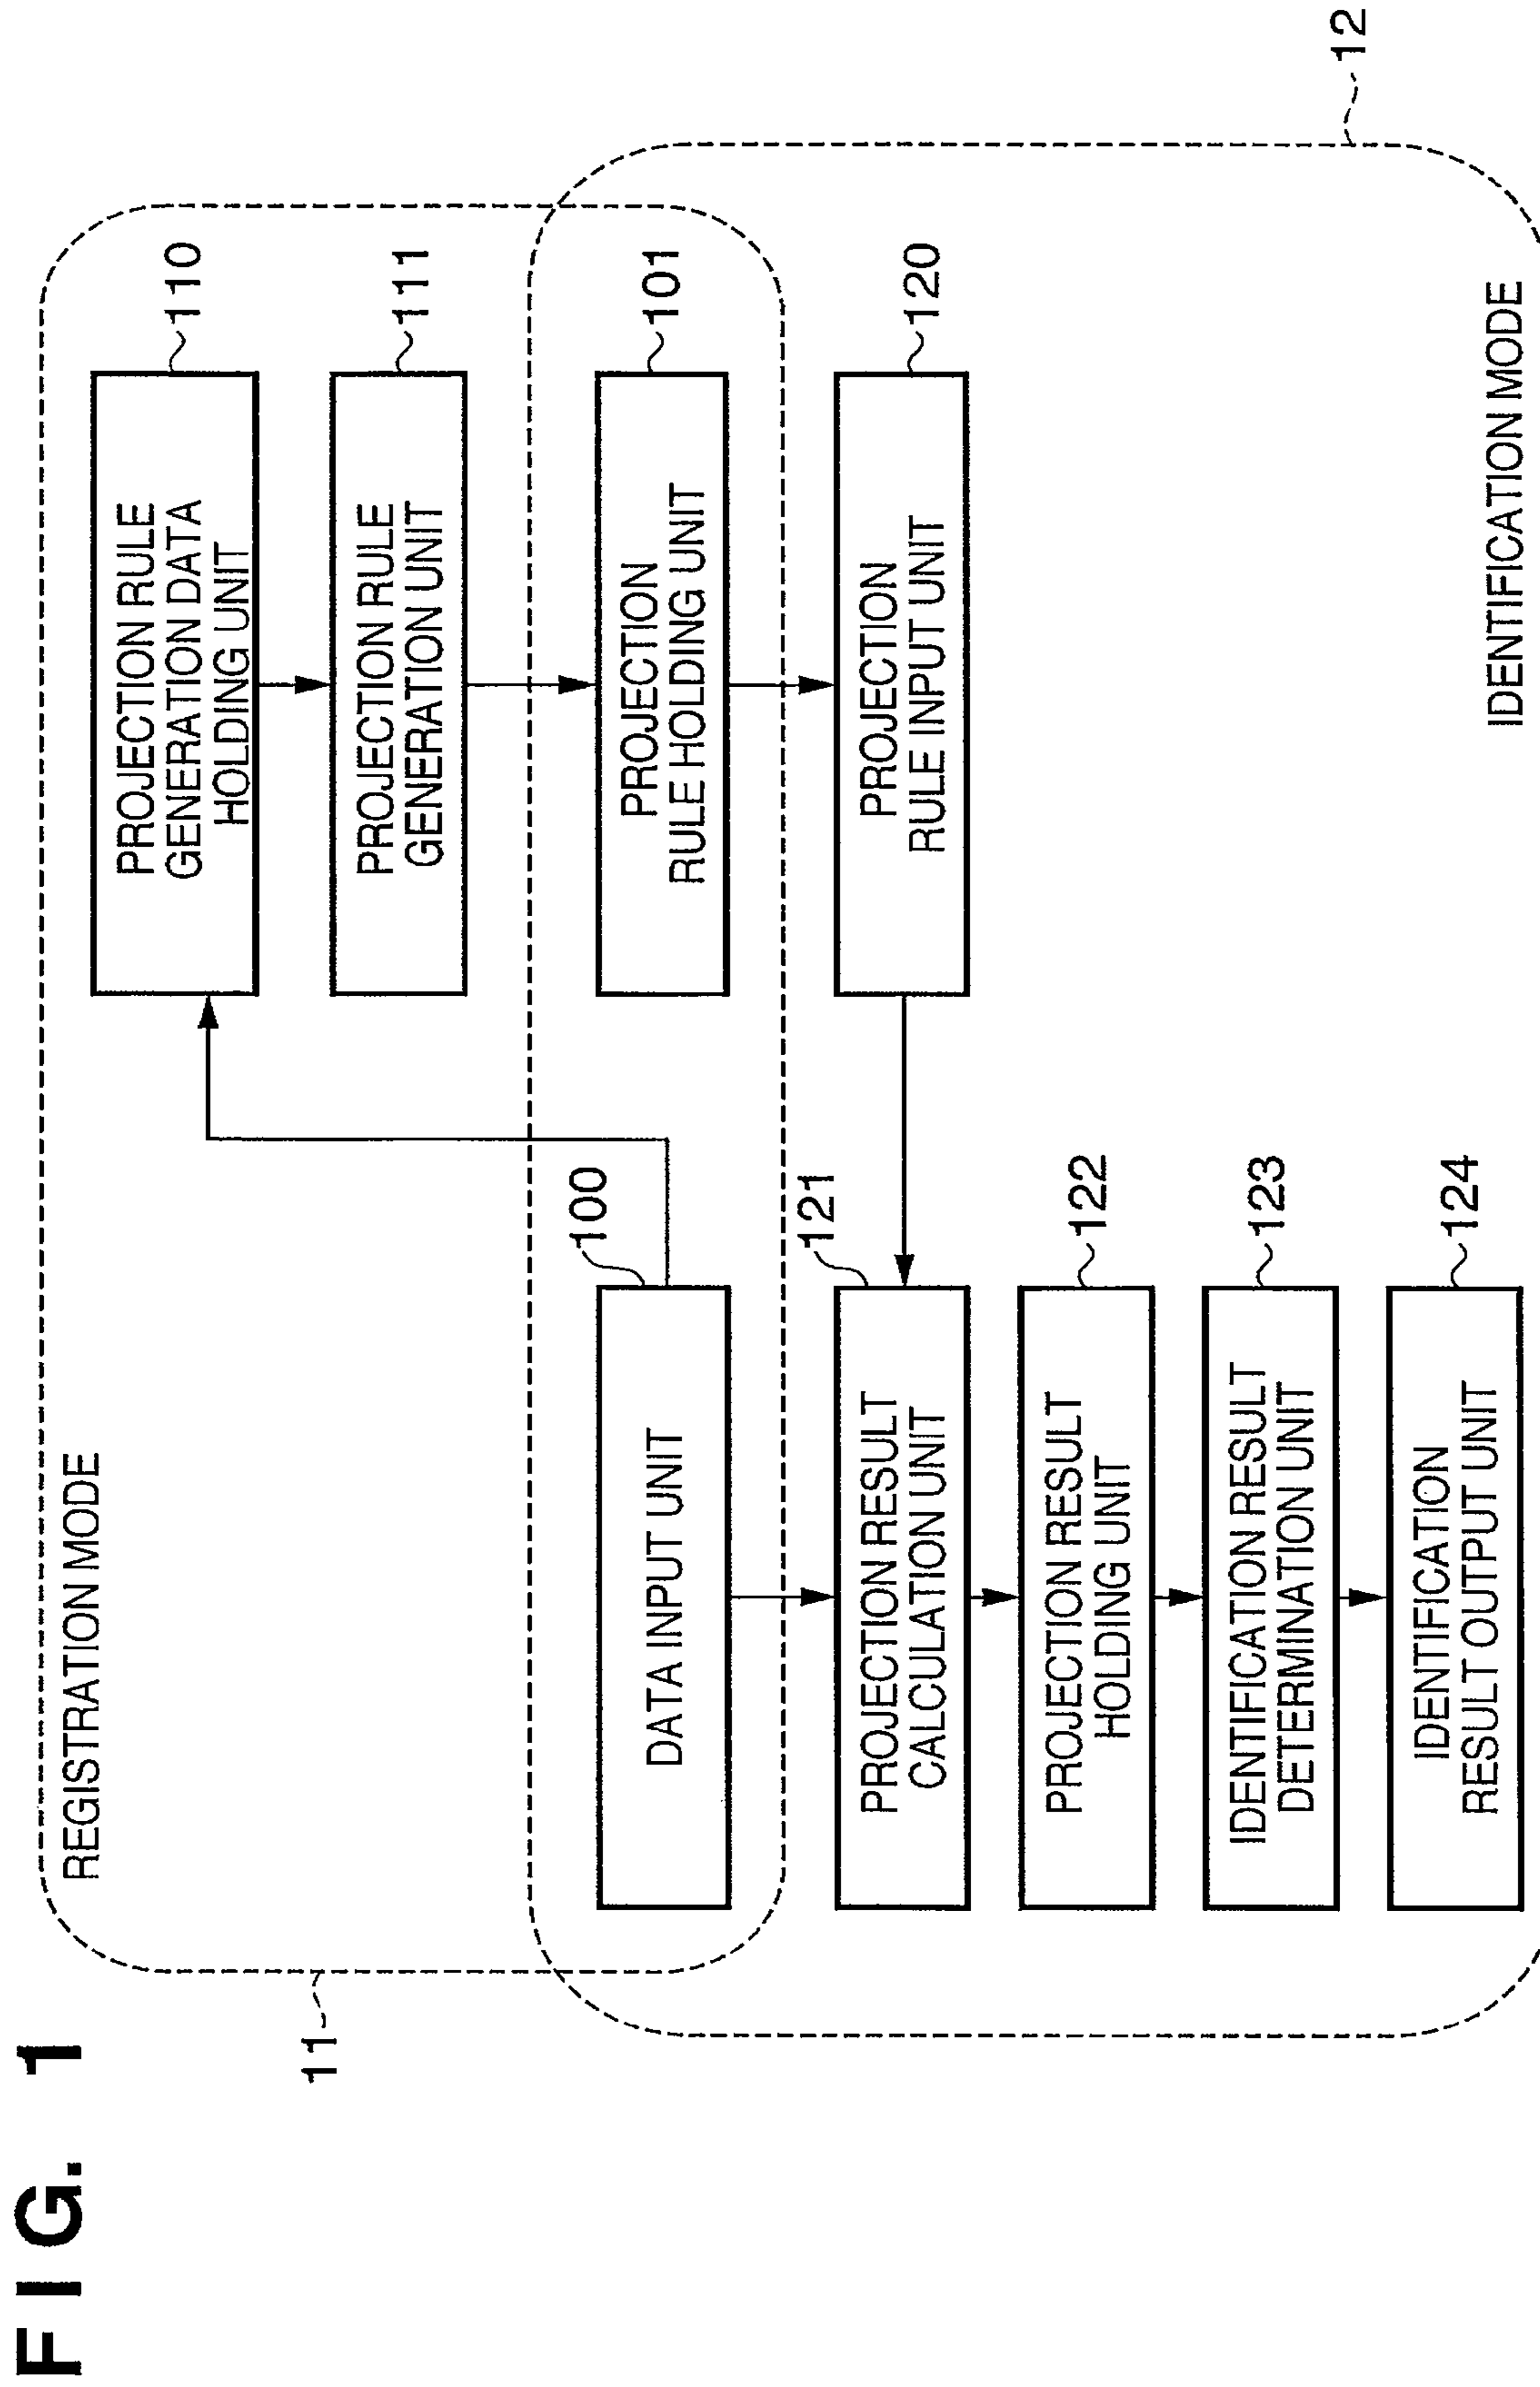 FIG. 1
REGISTRATION MODE
11
PROJECTION RULE
GENERATION DATA
HOLDING UNIT
110
PROJECTION RULE
GENERATION UNIT
111
DATA INPUT UNIT
100
PROJECTION
RULE HOLDING UNIT
101
PROJECTION RESULT
CALCULATION UNIT
121
PROJECTION
RULE INPUT UNIT
120
PROJECTION RESULT
HOLDING UNIT
122
IDENTIFICATION RESULT
DETERMINATION UNIT
123
IDENTIFICATION
RESULT OUTPUT UNIT
124
IDENTIFICATION MODE
12